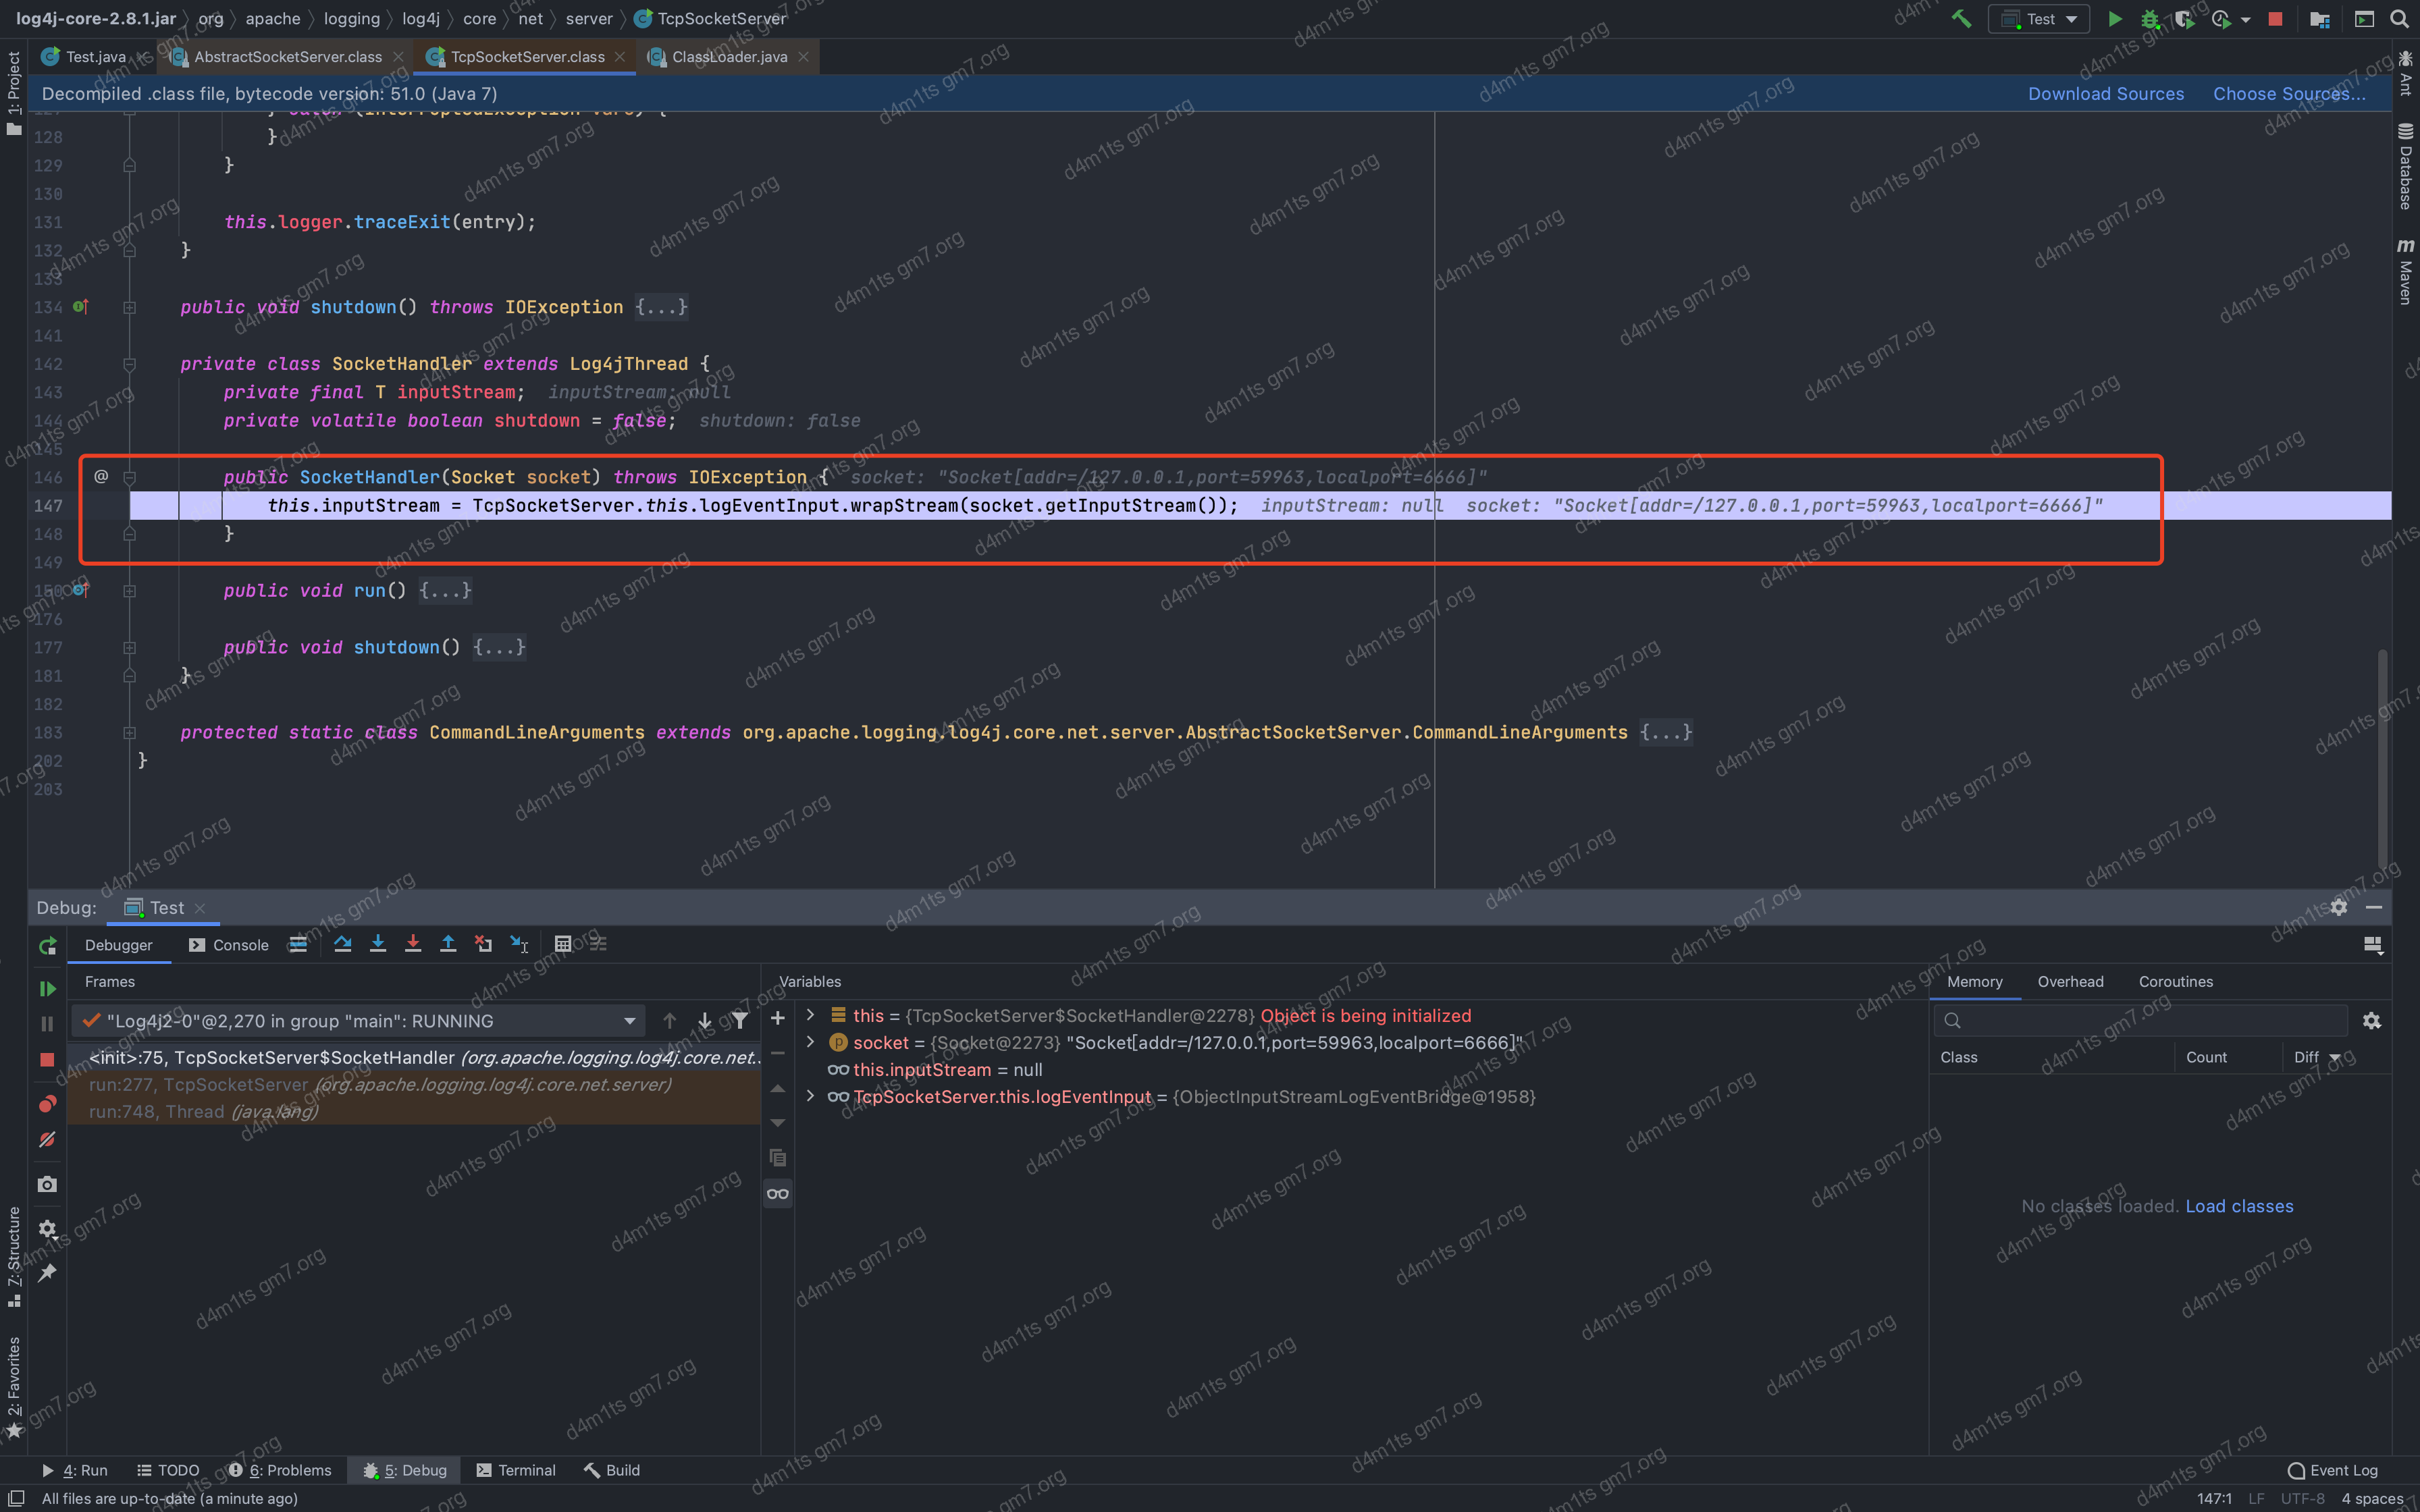 log4j-core-2.8.1.jar 〉 org 〉 apache 〉 logging 〉 log4j 〉 core 〉 net 〉 server 〉 TcpSocketServer
Test
Test.java
AbstractSocketServer.class
TcpSocketServer.class
ClassLoader.java
Decompiled .class file, bytecode version: 51.0 (Java 7)
Download Sources
Choose Sources...
128 }
129 }
130
131 this.logger.traceExit(entry);
132 }
133
134 public void shutdown() throws IOException {...}
141
142 private class SocketHandler extends Log4jThread {
143 private final T inputStream; inputStream: null
144 private volatile boolean shutdown = false; shutdown: false
145
146 @ public SocketHandler(Socket socket) throws IOException { socket: "Socket[addr=/127.0.0.1,port=59963,localport=6666]"
147 this.inputStream = TcpSocketServer.this.logEventInput.wrapStream(socket.getInputStream()); inputStream: null socket: "Socket[addr=/127.0.0.1,port=59963,localport=6666]"
148 }
149
150 public void run() {...}
176
177 public void shutdown() {...}
181 }
182
183 protected static class CommandLineArguments extends org.apache.logging.log4j.core.net.server.AbstractSocketServer.CommandLineArguments {...}
202 }
203
1: Project
7: Structure
2: Favorites
Ant
Database
m Maven
Debug: Test
Debugger
Console
Frames
Variables
Memory
Overhead
Coroutines
"Log4j2-0"@2,270 in group "main": RUNNING
<init>:75, TcpSocketServer$SocketHandler (org.apache.logging.log4j.core.net..
run:277, TcpSocketServer (org.apache.logging.log4j.core.net.server)
run:748, Thread (java.lang)
this = {TcpSocketServer$SocketHandler@2278} Object is being initialized
socket = {Socket@2273} "Socket[addr=/127.0.0.1,port=59963,localport=6666]"
this.inputStream = null
TcpSocketServer.this.logEventInput = {ObjectInputStreamLogEventBridge@1958}
Class
Count
Diff
No classes loaded. Load classes
4: Run
TODO
6: Problems
5: Debug
Terminal
Build
Event Log
All files are up-to-date (a minute ago)
147:1 LF UTF-8 4 spaces
d4m1ts gm7.org